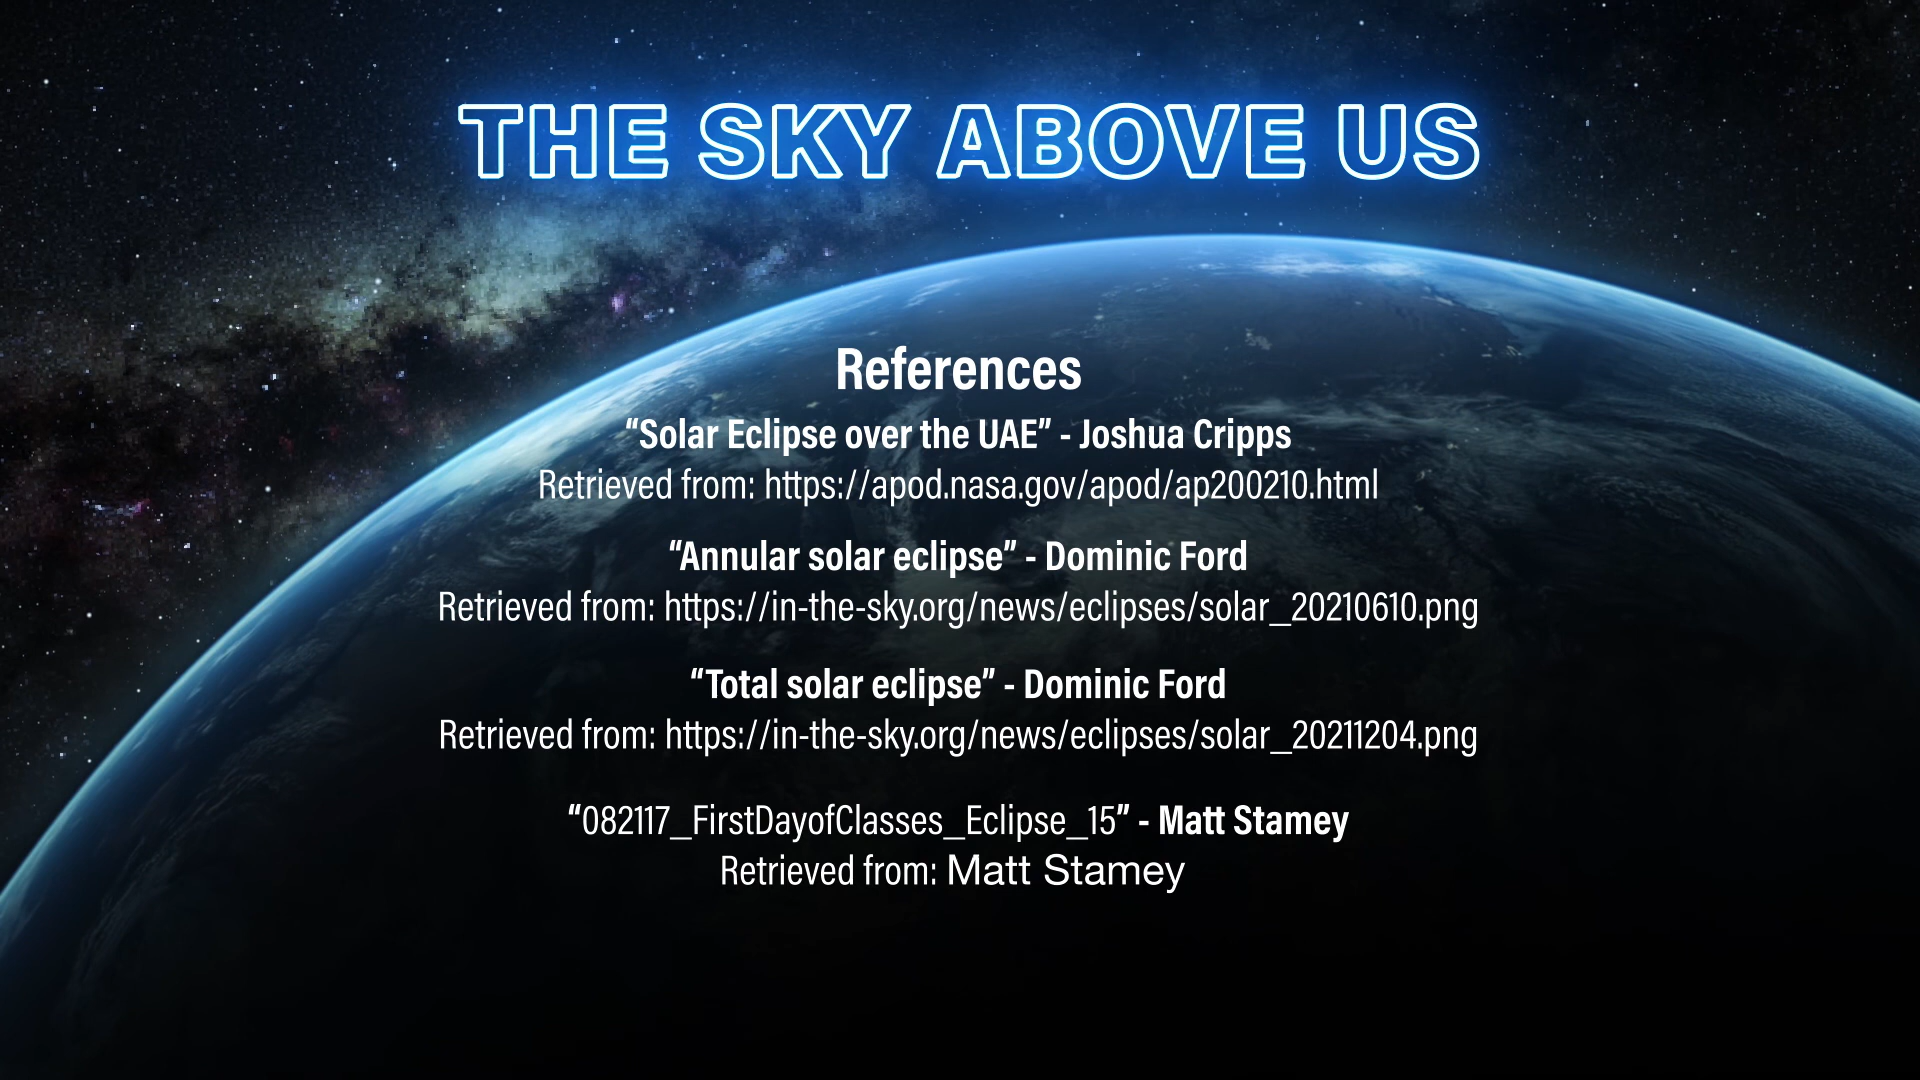 THE SKY ABOVE US
References
“Solar Eclipse over the UAE” - Joshua Cripps
Retrieved from: https://apod.nasa.gov/apod/ap200210.html
“Annular solar eclipse” - Dominic Ford
Retrieved from: https://in-the-sky.org/news/eclipses/solar_20210610.png
“Total solar eclipse” - Dominic Ford
Retrieved from: https://in-the-sky.org/news/eclipses/solar_20211204.png
“082117_FirstDayofClasses_Eclipse_15” - Matt Stamey
Retrieved from: Matt Stamey